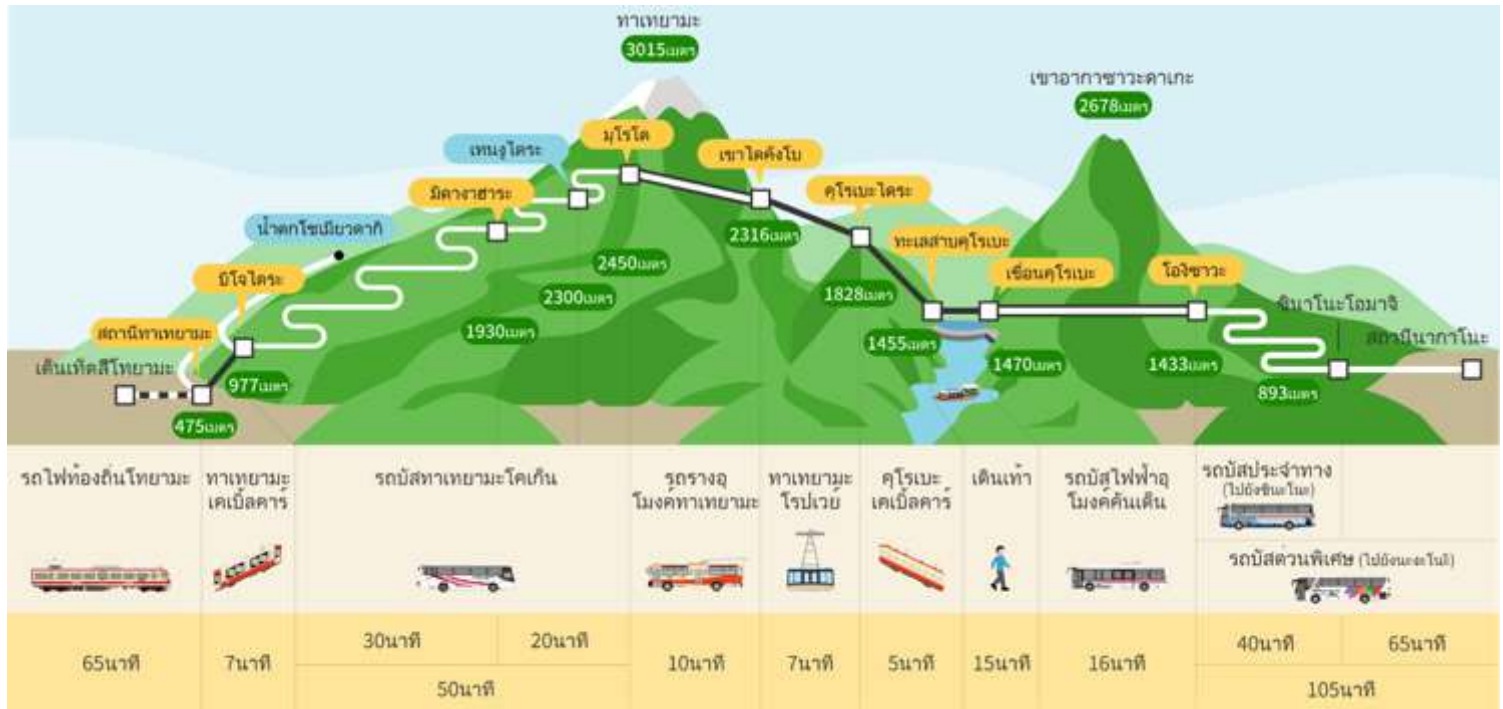 ทาเทยามะ
3015เมตร
เขาอากาซาวะดาเกะ
2678เมตร
มุโรโด
เทนงูไดระ
เขาไดคังโบ
มิดางาฮาระ
คุโรเบะไดระ
น้ำตกโชเมียวดากิ
2316เมตร
ทะเลสาบคุโรเบะ
2450เมตร
บิโจไดระ
เขื่อนคุโรเบะ
โอกิซาวะ
1828เมตร
2300เมตร
ชินาโนะโอมาจิ
สถานีทาเทยามะ
1930เมตร
1455เมตร
สถานีนากาโนะ
เด็นเท็ตสึโทยามะ
977เมตร
1470เมตร
1433เมตร
893เมตร
475เมตร
รถไฟท้องถิ่นโทยามะ
ทาเทยามะ
เคเบิ้ลคาร์
รถบัสทาเทยามะโคเก็น
รถรางอุ
โมงค์ทาเทยามะ
ทาเทยามะ
โรปเวย์
คุโรเบะ
เคเบิ้ลคาร์
เดินเท้า
รถบัสไฟฟ้าอุ
โมงค์คันเด็น
รถบัสประจำทาง
(ไปยังชินะโนะ)
รถบัสด่วนพิเศษ
65นาที
7นาที
30นาที
20นาที
50นาที
10นาที
7นาที
5นาที
15นาที
16นาที
40นาที
65นาที
105นาที